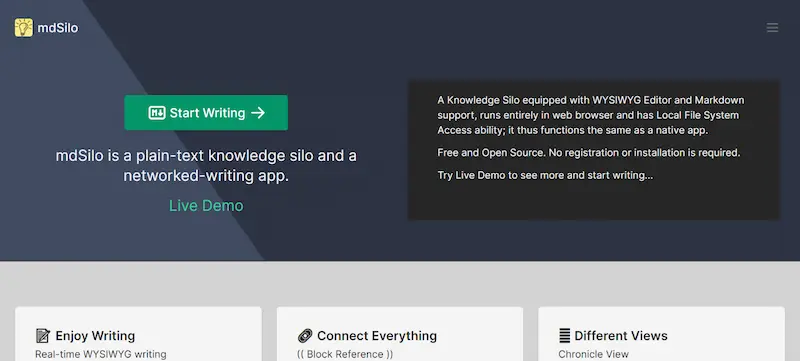 mdSilo
Start Writing →
mdSilo is a plain-text knowledge silo and a
networked-writing app.
Live Demo
A Knowledge Silo equipped with WYSIWYG Editor and Markdown
support, runs entirely in web browser and has Local File System
Access ability; it thus functions the same as a native app.
Free and Open Source. No registration or installation is required.
Try Live Demo to see more and start writing...
Enjoy Writing
Real-time WYSIWYG writing
Connect Everything
(( Block Reference ))
Different Views
Chronicle View